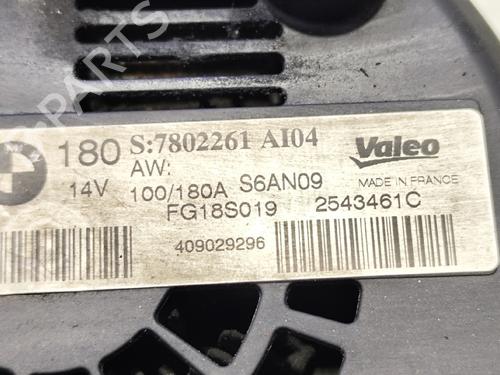 180 S:7802261 AI04 Valeo
AW:
14V 100/180A S6AN09 MADE IN FRANCE
FG18S019 2543461C
409029296